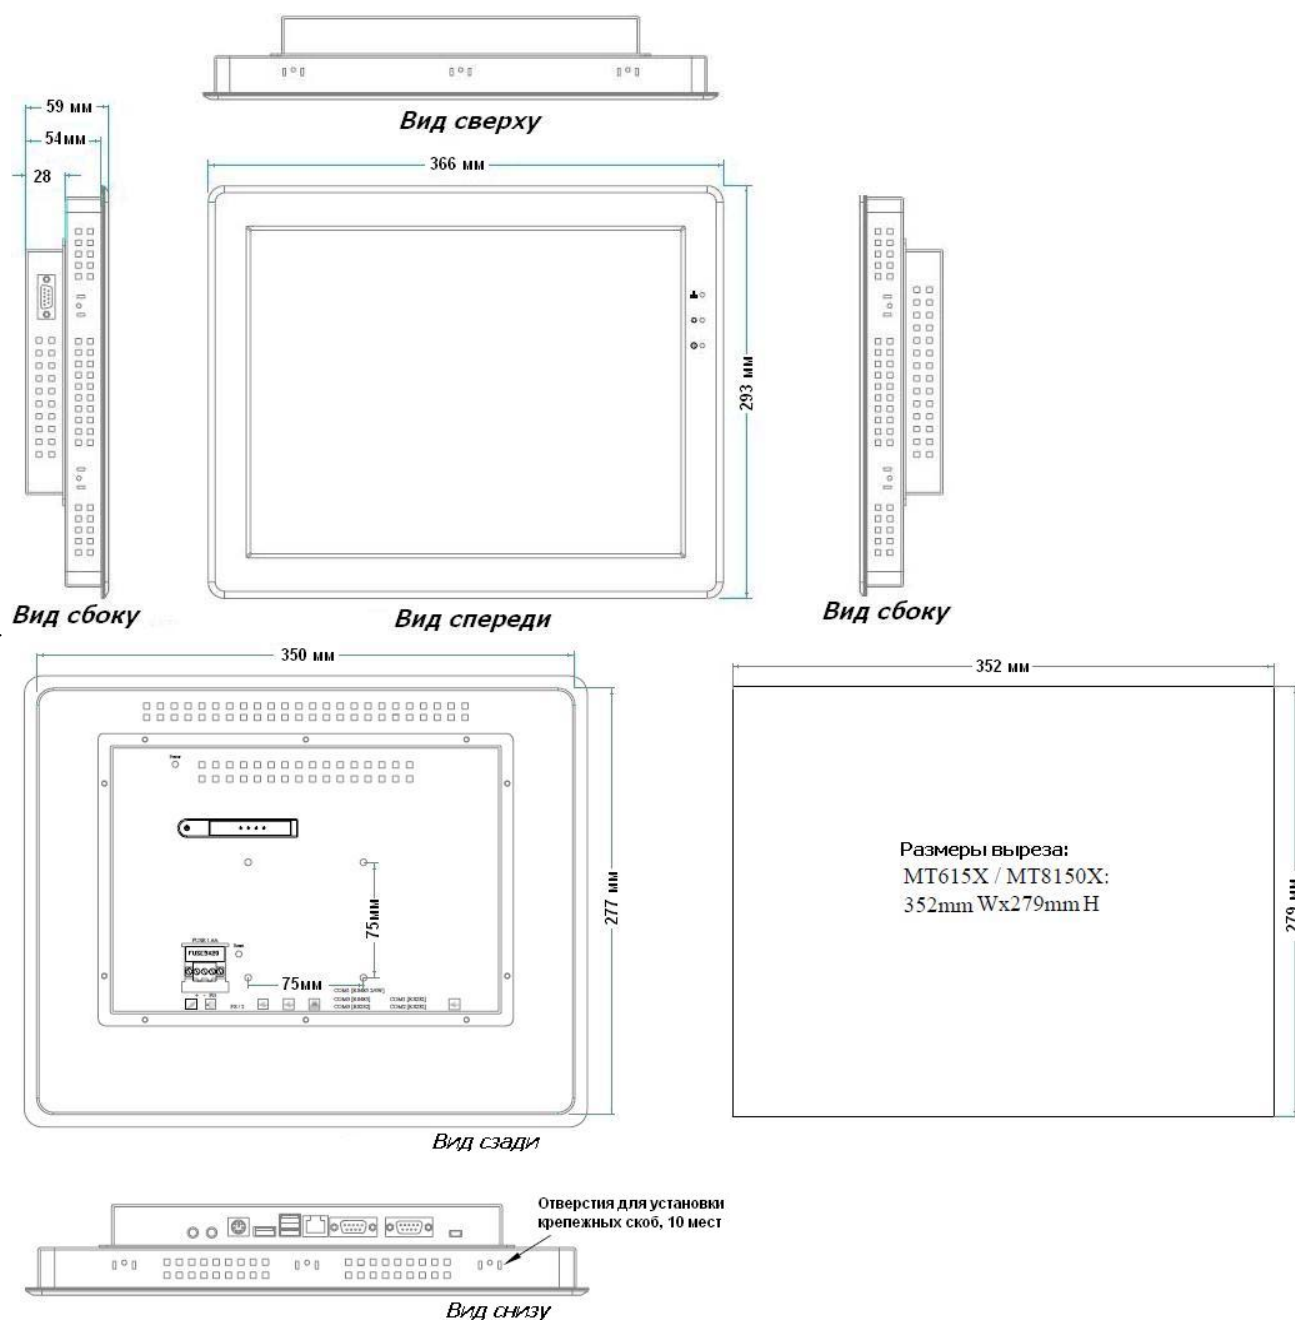 Вид сверху
59 мм
54мм
28
366 мм
293 мм
Вид сбоку
Вид спереди
Вид сбоку
350 мм
352 мм
277 мм
75мм
75мм
Размеры выреза:
MT615X / MT8150X:
352mm Wx279mm H
279 мм
Вид сзади
Отверстия для установки
крепежных скоб, 10 мест
Вид снизу